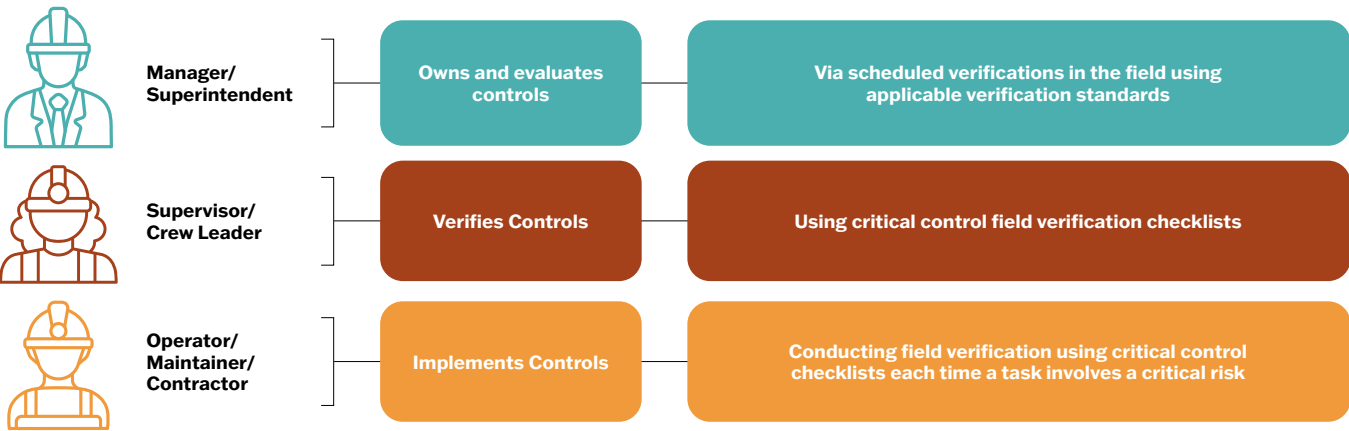 Manager/
Superintendent
Owns and evaluates
controls
Via scheduled verifications in the field using
applicable verification standards
Supervisor/
Crew Leader
Verifies Controls
Using critical control field verification checklists
Operator/
Maintainer/
Contractor
Implements Controls
Conducting field verification using critical control
checklists each time a task involves a critical risk